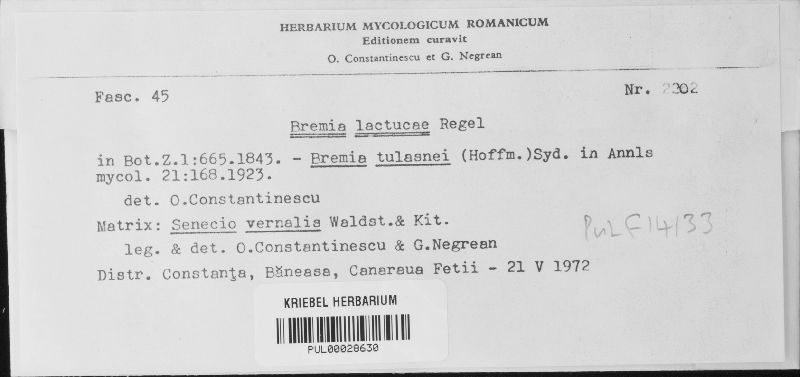 HERBARIUM MYCOLOGICUM ROMANICUM
Editionem curavit
O. Constantinescu et G. Negrean
Fasc. 45
Nr. 2202
Bremia lactucae Regel
in Bot.Z.1:665.1843. - Bremia tulasnei (Hoffm.)Syd. in Annls
mycol. 21:168.1923.
det. O.Constantinescu
Matrix: Senecio vernalis Waldst.& Kit.
leg. & det. O.Constantinescu & G.Negrean
Distr. Constanţa, Băneasa, Canaraua Fetii - 21 V 1972
PuLF14133
KRIEBEL HERBARIUM
PUL00028630